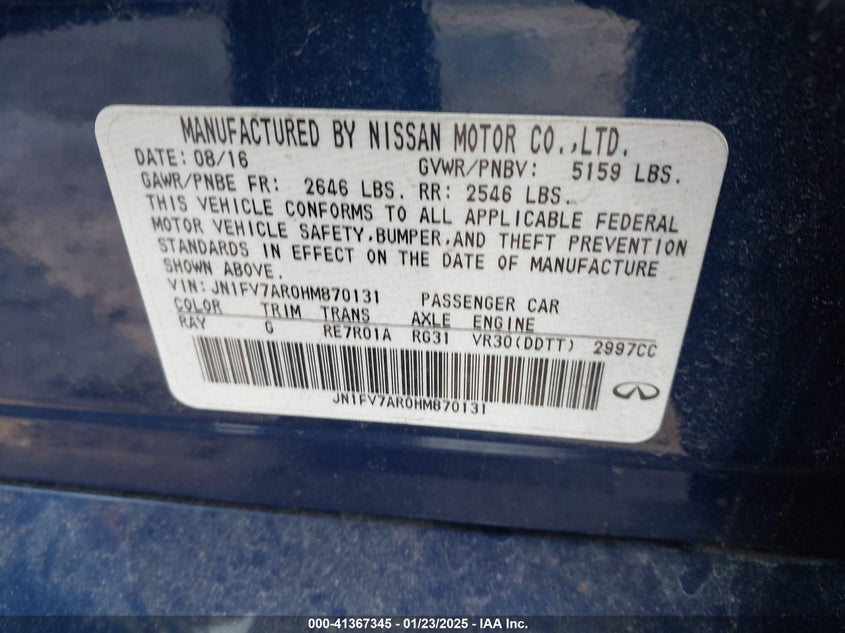 MANUFACTURED BY NISSAN MOTOR CO.,LTD.
DATE: 08/16 GVWR/PNBV: 5159 LBS.
GAWR/PNBE FR: 2646 LBS. RR: 2546 LBS.
THIS VEHICLE CONFORMS TO ALL APPLICABLE FEDERAL
MOTOR VEHICLE SAFETY,BUMPER,AND THEFT PREVENTION
STANDARDS IN EFFECT ON THE DATE OF MANUFACTURE
SHOWN ABOVE.
VIN: JN1FV7AR0HM870131 PASSENGER CAR
COLOR TRIM TRANS AXLE ENGINE
RAY G RE7R01A RG31 VR30(DDTT) 2997CC
JN1FV7AR0HM870131
000-41367345 / 01/23/2025 / IAA Inc.